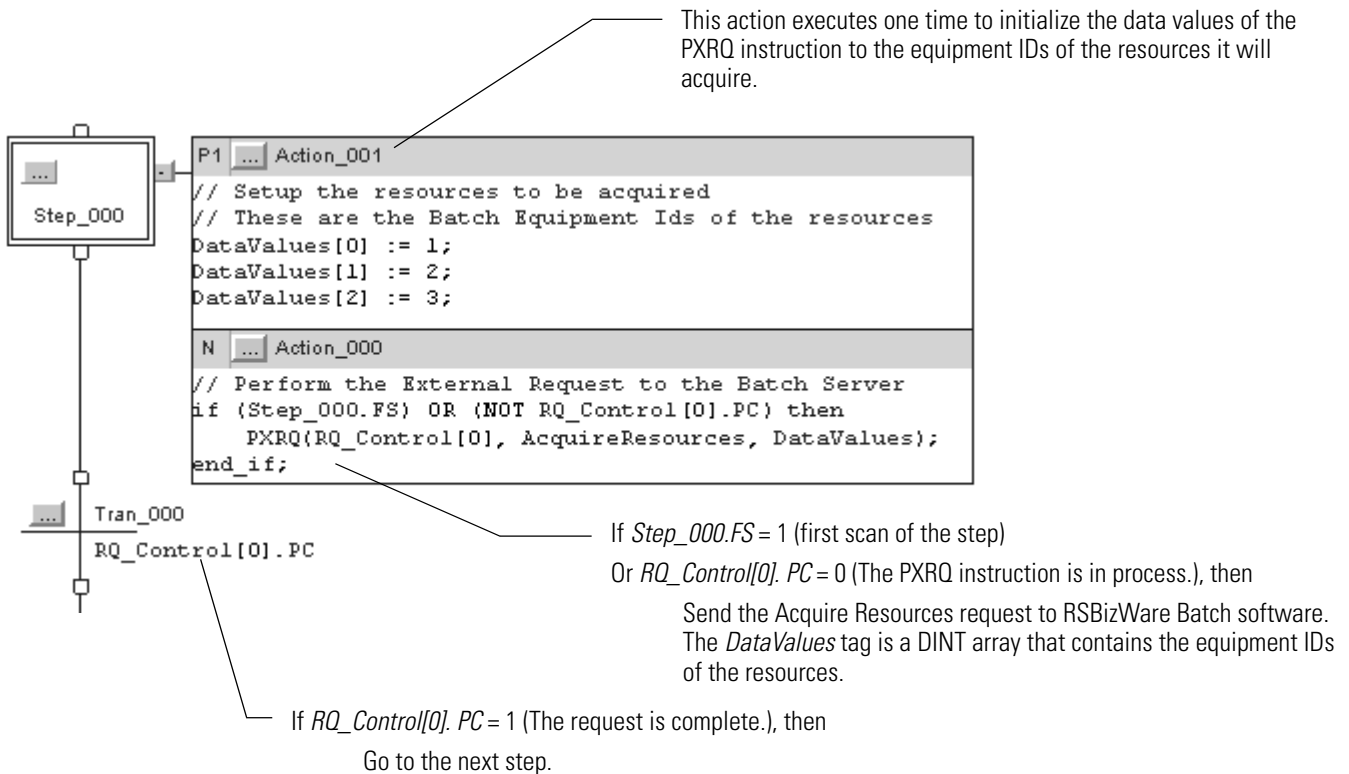 This action executes one time to initialize the data values of the
PXRQ instruction to the equipment IDs of the resources it will
acquire.
...
Step_000
-
P1 ... Action_001
// Setup the resources to be acquired
// These are the Batch Equipment Ids of the resources
DataValues[0] := 1;
DataValues[1] := 2;
DataValues[2] := 3;
N ... Action_000
// Perform the External Request to the Batch Server
if (Step_000.FS) OR (NOT RQ_Control[0].PC) then
PXRQ(RQ_Control[0], AcquireResources, DataValues);
end_if;
... Tran_000
RQ_Control[0].PC
If Step_000.FS = 1 (first scan of the step)
Or RQ_Control[0]. PC = 0 (The PXRQ instruction is in process.), then
Send the Acquire Resources request to RSBizWare Batch software.
The DataValues tag is a DINT array that contains the equipment IDs
of the resources.
If RQ_Control[0]. PC = 1 (The request is complete.), then
Go to the next step.